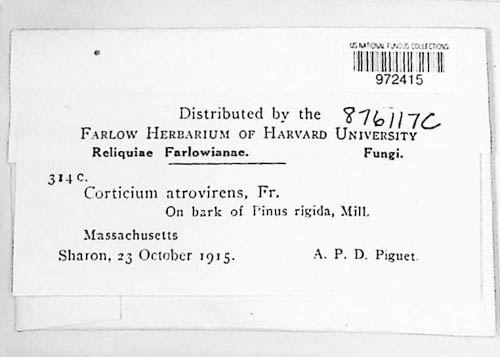 US NATIONAL FUNGUS COLLECTIONS
972415
Distributed by the 876117C
FARLOW HERBARIUM OF HARVARD UNIVERSITY
Reliquiae Farlowianae. Fungi.
314 c.
Corticium atrovirens, Fr.
On bark of Pinus rigida, Mill.
Massachusetts
Sharon, 23 October 1915. A. P. D. Piguet.